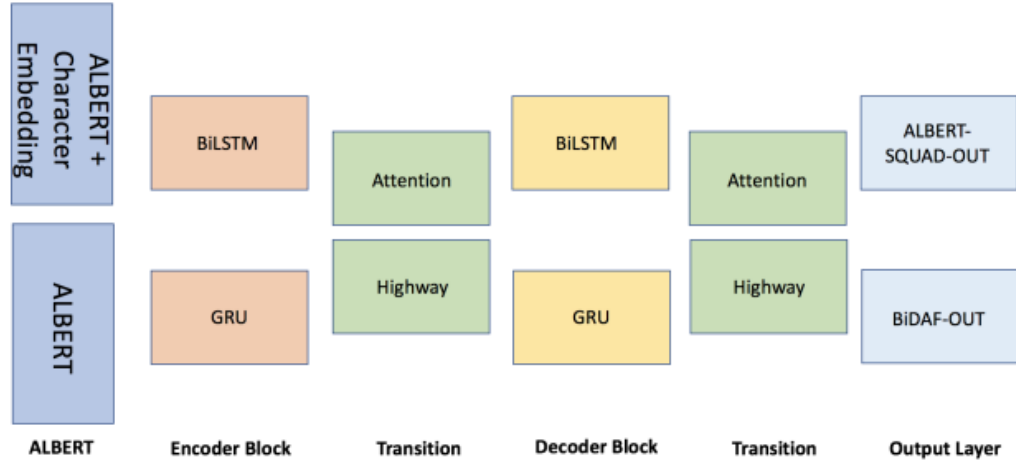 ALBERT +
Character
Embedding
BiLSTM
Attention
BiLSTM
Attention
ALBERT-
SQUAD-OUT
ALBERT
GRU
Highway
GRU
Highway
BiDAF-OUT
ALBERT
Encoder Block
Transition
Decoder Block
Transition
Output Layer